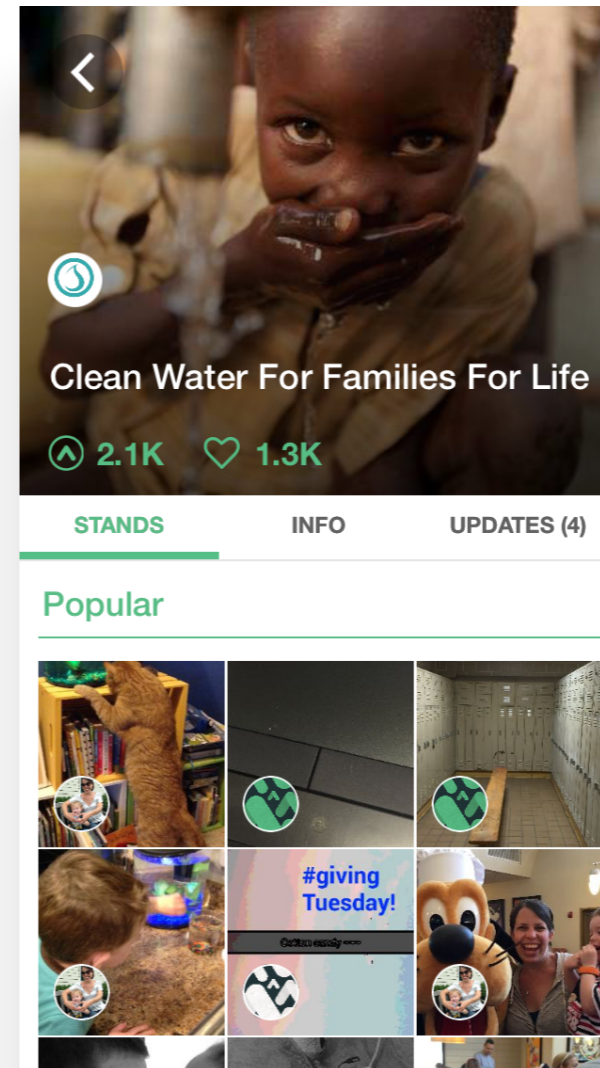 Clean Water For Families For Life
2.1K 1.3K
STANDS INFO UPDATES (4)
Popular
#giving
Tuesday!